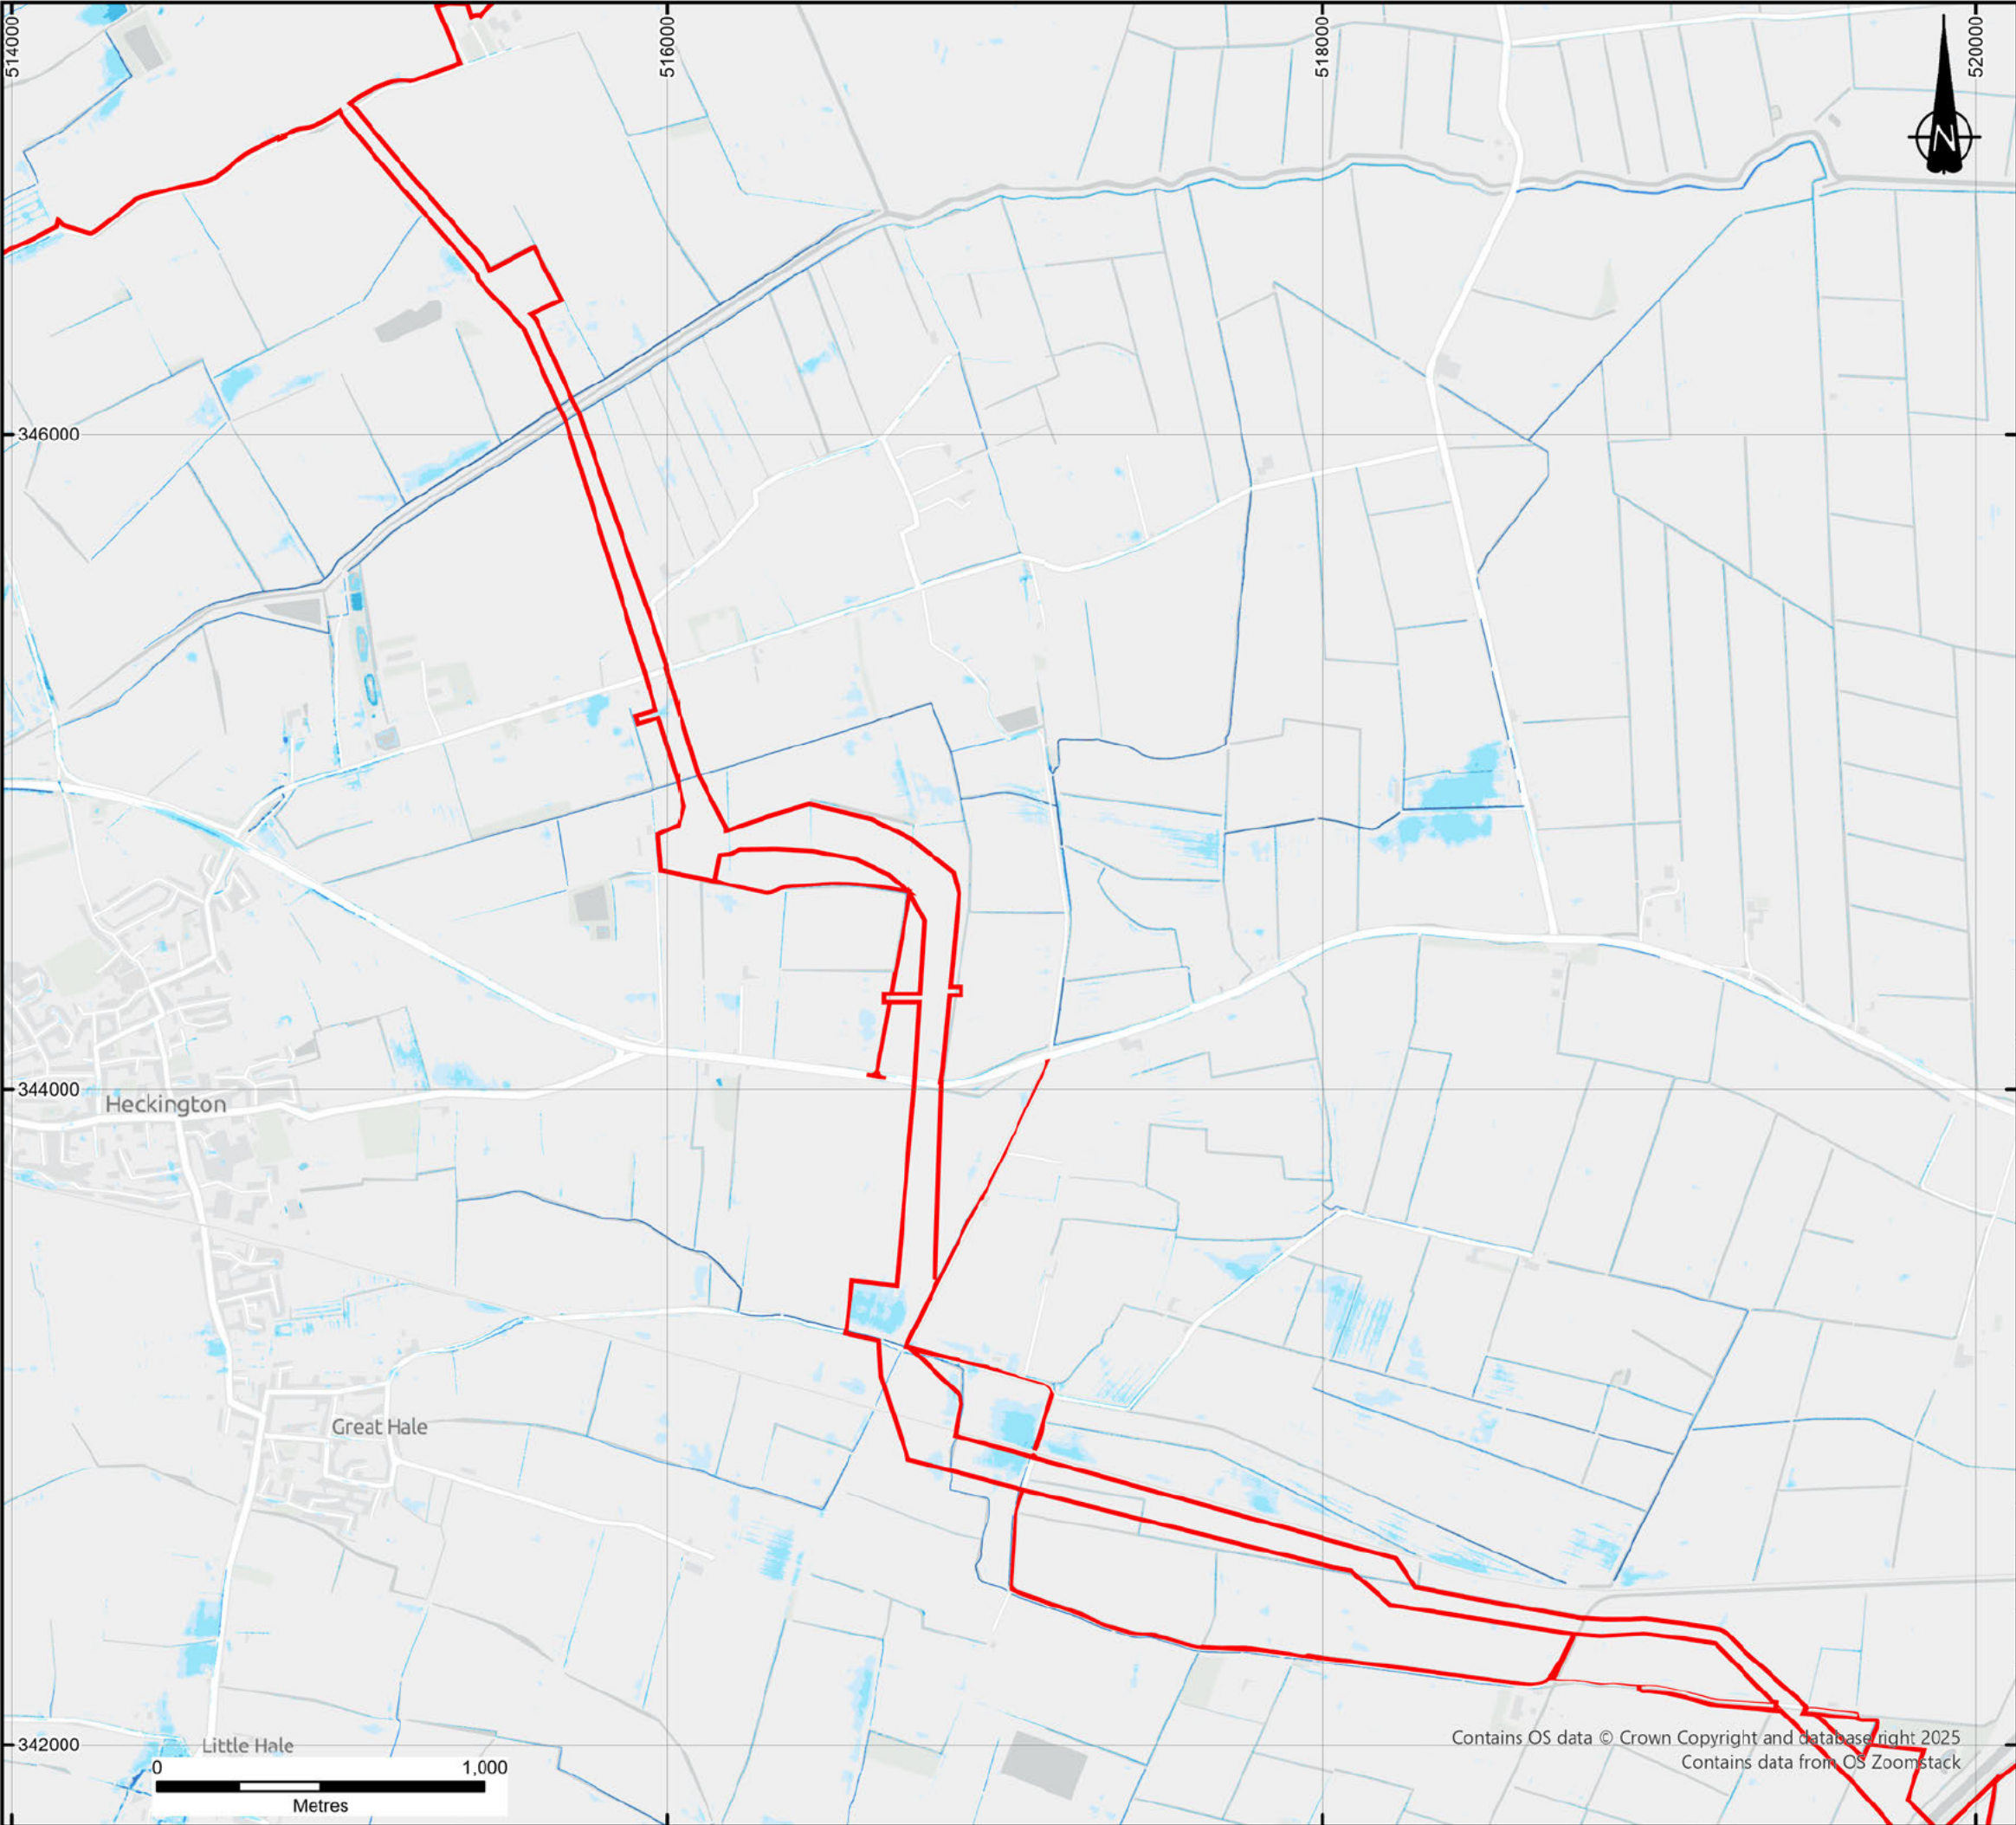 514000
516000
518000
520000
N
346000
344000
Heckington
Great Hale
342000
Little Hale
Contains OS data © Crown Copyright and database right 2025
Contains data from OS Zoomstack
0 1,000
Metres